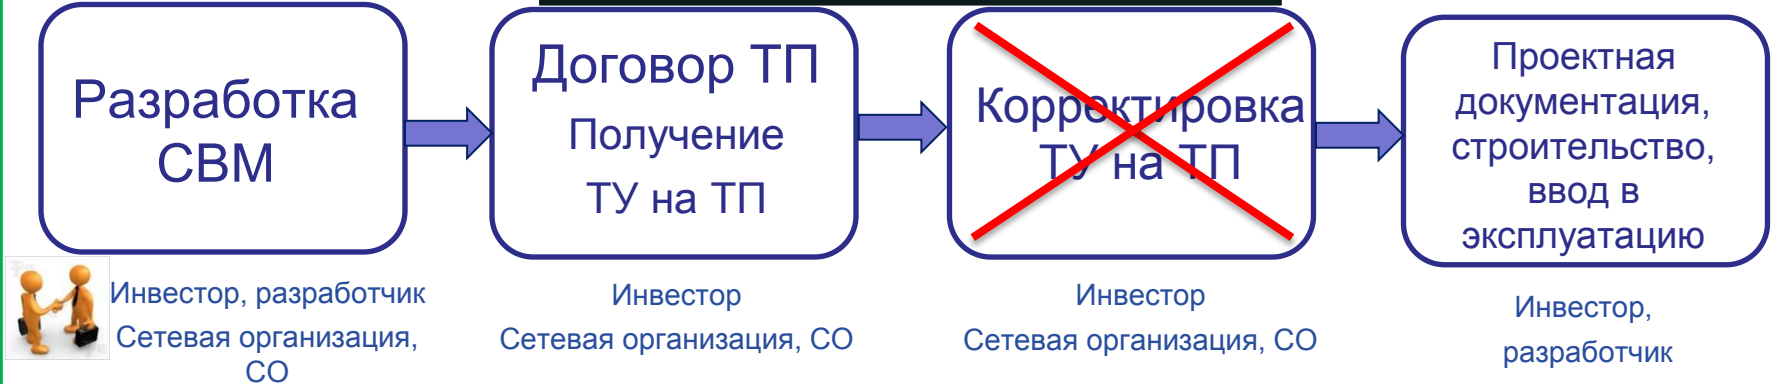 Разработка
СВМ
Договор ТП
Получение
ТУ на ТП
Корректировка
ТУ на ТП
Проектная
документация,
строительство,
ввод в
эксплуатацию
Инвестор, разработчик
Сетевая организация,
СО
Инвестор
Сетевая организация, СО
Инвестор
Сетевая организация, СО
Инвестор,
разработчик